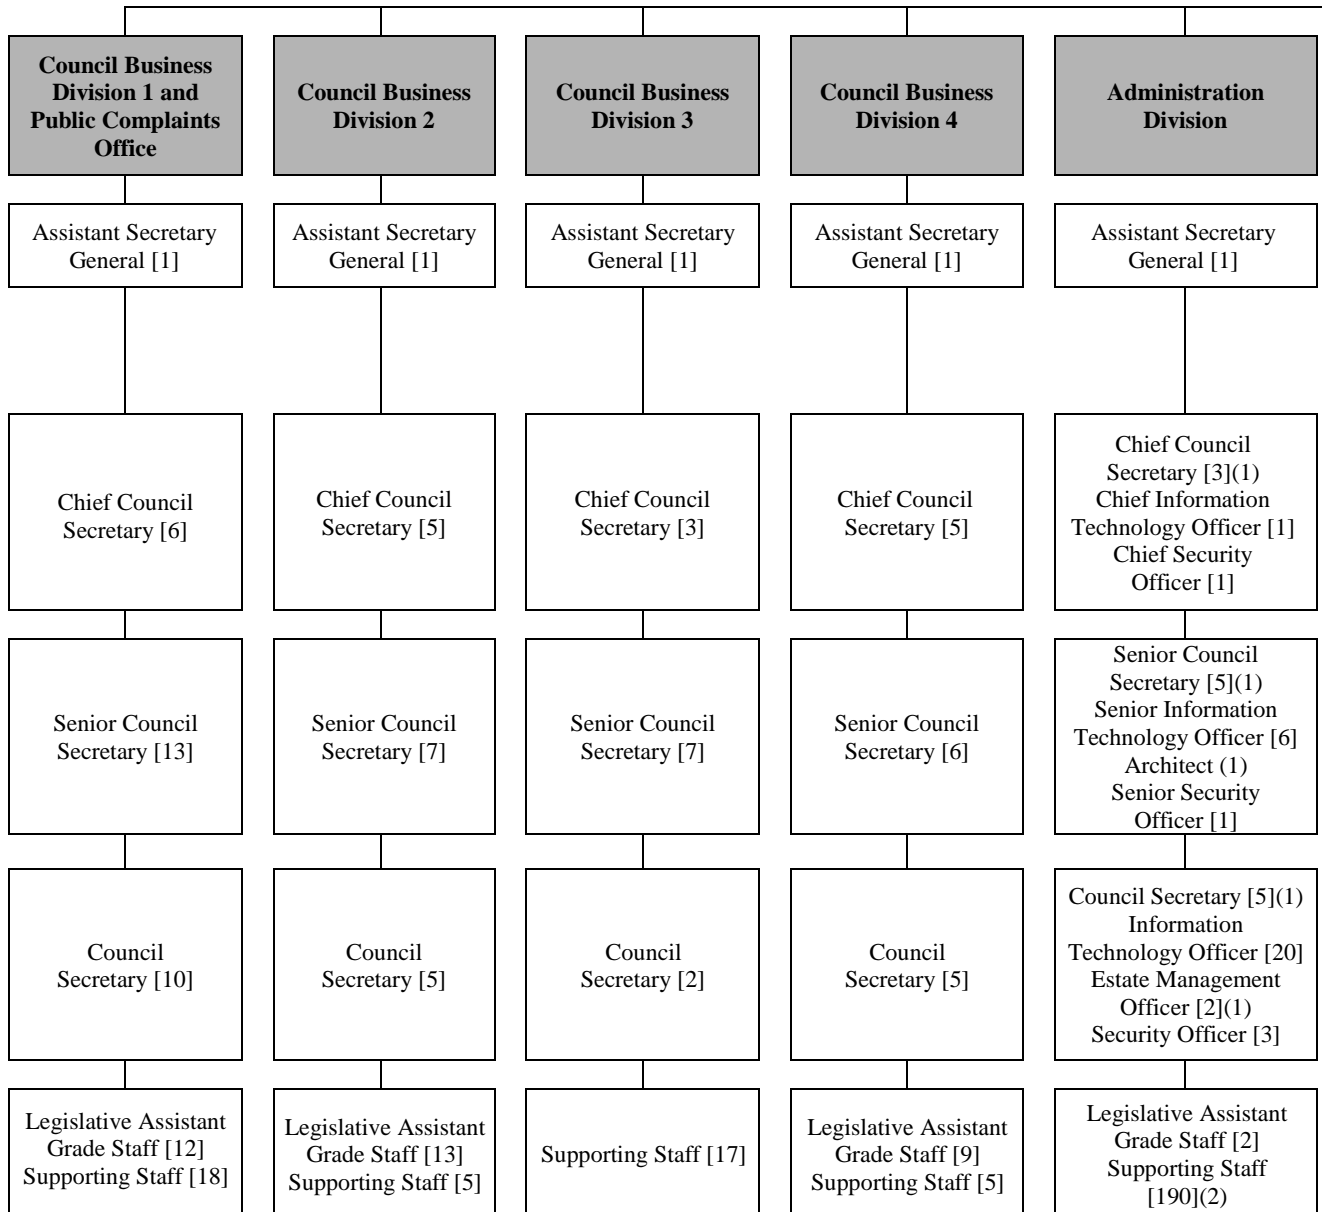 Council Business
Division 1 and
Public Complaints
Office
Council Business
Division 2
Council Business
Division 3
Council Business
Division 4
Administration
Division
Assistant Secretary
General [1]
Assistant Secretary
General [1]
Assistant Secretary
General [1]
Assistant Secretary
General [1]
Assistant Secretary
General [1]
Chief Council
Secretary [6]
Chief Council
Secretary [5]
Chief Council
Secretary [3]
Chief Council
Secretary [5]
Chief Council
Secretary [3](1)
Chief Information
Technology Officer [1]
Chief Security
Officer [1]
Senior Council
Secretary [13]
Senior Council
Secretary [7]
Senior Council
Secretary [7]
Senior Council
Secretary [6]
Senior Council
Secretary [5](1)
Senior Information
Technology Officer [6]
Architect (1)
Senior Security
Officer [1]
Council
Secretary [10]
Council
Secretary [5]
Council
Secretary [2]
Council
Secretary [5]
Council Secretary [5](1)
Information
Technology Officer [20]
Estate Management
Officer [2](1)
Security Officer [3]
Legislative Assistant
Grade Staff [12]
Supporting Staff [18]
Legislative Assistant
Grade Staff [13]
Supporting Staff [5]
Supporting Staff [17]
Legislative Assistant
Grade Staff [9]
Supporting Staff [5]
Legislative Assistant
Grade Staff [2]
Supporting Staff
[190](2)